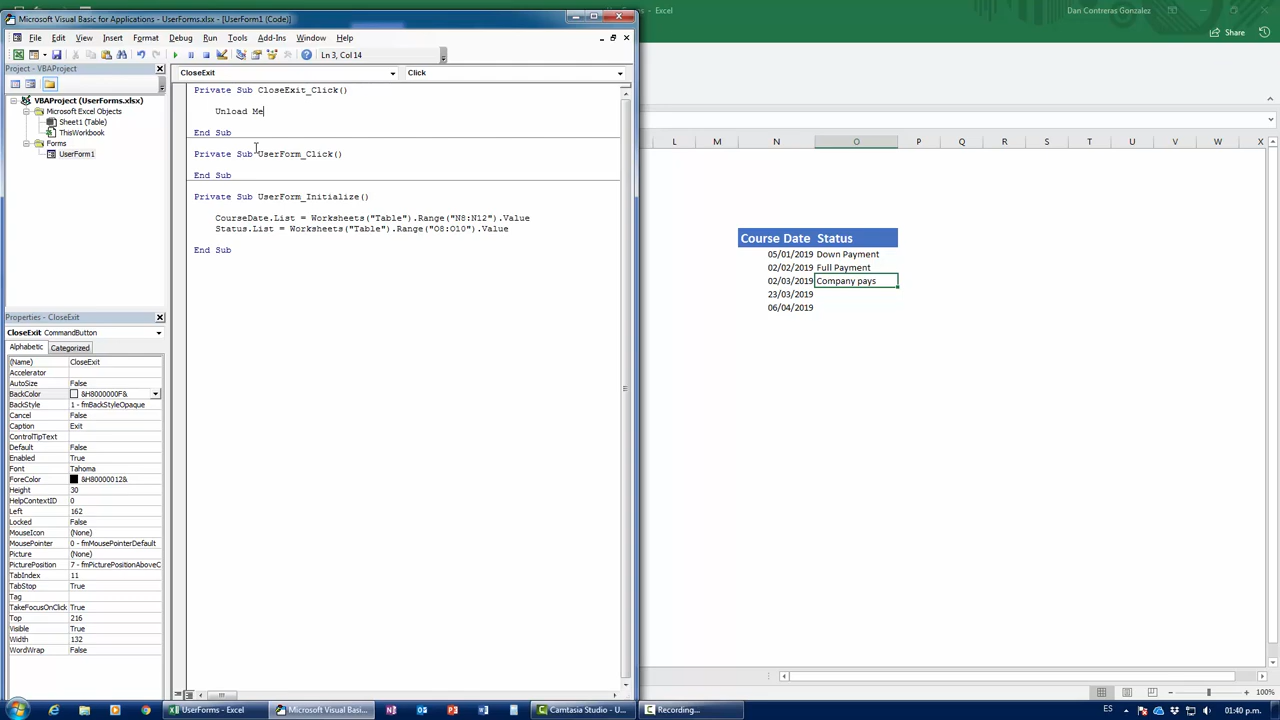 Microsoft Visual Basic for Applications - UserForms.xlsx - [UserForm1 (Code)]
- Excel
Dan Contreras Gonzalez
File Edit View Insert Format Debug Run Tools Add-Ins Window Help
Share
Ln 3, Col 14
Project - VBAProject
CloseExit
Click
VBAProject (UserForms.xlsx)
Microsoft Excel Objects
Sheet1 (Table)
ThisWorkbook
Forms
UserForm1
Private Sub CloseExit_Click()
Unload Me
End Sub
Private Sub UserForm_Click()
End Sub
Private Sub UserForm_Initialize()
CourseDate.List = Worksheets("Table").Range("N8:N12").Value
Status.List = Worksheets("Table").Range("O8:O10").Value
End Sub
L M N O P Q R S T U V W X
Course Date Status
05/01/2019 Down Payment
02/02/2019 Full Payment
02/03/2019 Company pays
23/03/2019
06/04/2019
Properties - CloseExit
CloseExit CommandButton
Alphabetic Categorized
(Name) CloseExit
Accelerator
AutoSize False
BackColor &H8000000F&
BackStyle 1 - fmBackStyleOpaque
Cancel False
Caption Exit
ControlTipText
Default False
Enabled True
Font Tahoma
ForeColor &H80000012&
Height 30
HelpContextID 0
Left 162
Locked False
MouseIcon (None)
MousePointer 0 - fmMousePointerDefault
Picture (None)
PicturePosition 7 - fmPicturePositionAboveC
TabIndex 11
TabStop True
Tag
TakeFocusOnClick True
Top 216
Visible True
Width 132
WordWrap False
100%
UserForms - Excel
Microsoft Visual Basi...
Camtasia Studio - U...
Recording...
ES
01:40 p.m.